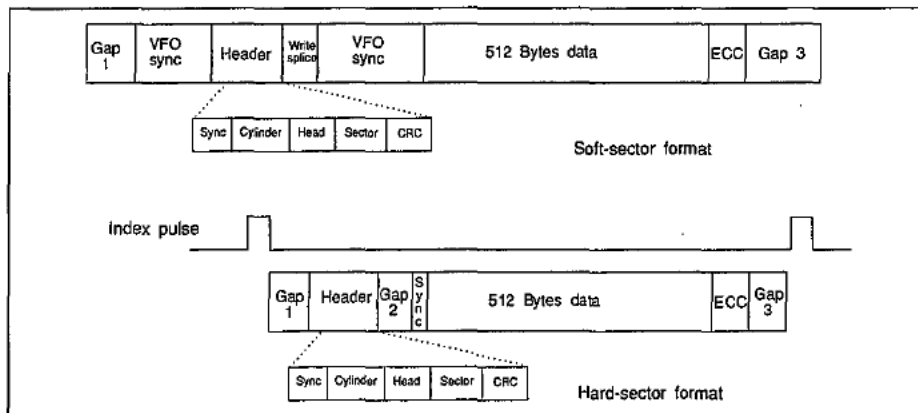 Gap 1 VFO sync Header Write splice VFO sync 512 Bytes data ECC Gap 3
Sync Cylinder Head Sector CRC
Soft-sector format
Index pulse
Gap 1 Header Gap 2 Sync 512 Bytes data ECC Gap 3
Sync Cylinder Head Sector CRC
Hard-sector format